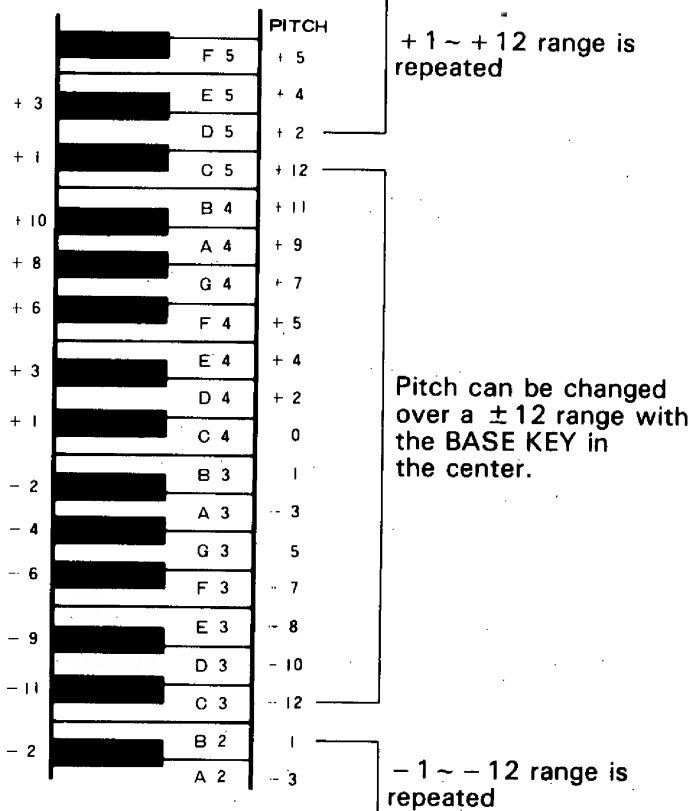 PITCH
F 5 + 5
+ 1 ~ + 12 range is
repeated
E 5 + 4
+ 3
D 5 + 2
+ 1
C 5 + 12
B 4 + 11
+ 10
A 4 + 9
+ 8
G 4 + 7
+ 6
F 4 + 5
E 4 + 4
+ 3
D 4 + 2
+ 1
C 4 0
Pitch can be changed
over a ± 12 range with
the BASE KEY in
the center.
B 3 1
- 2
A 3 - 3
- 4
G 3 5
- 6
F 3 - 7
E 3 - 8
- 9
D 3 - 10
- 11
C 3 - 12
B 2 1
- 2
A 2 - 3
- 1 ~ - 12 range is
repeated